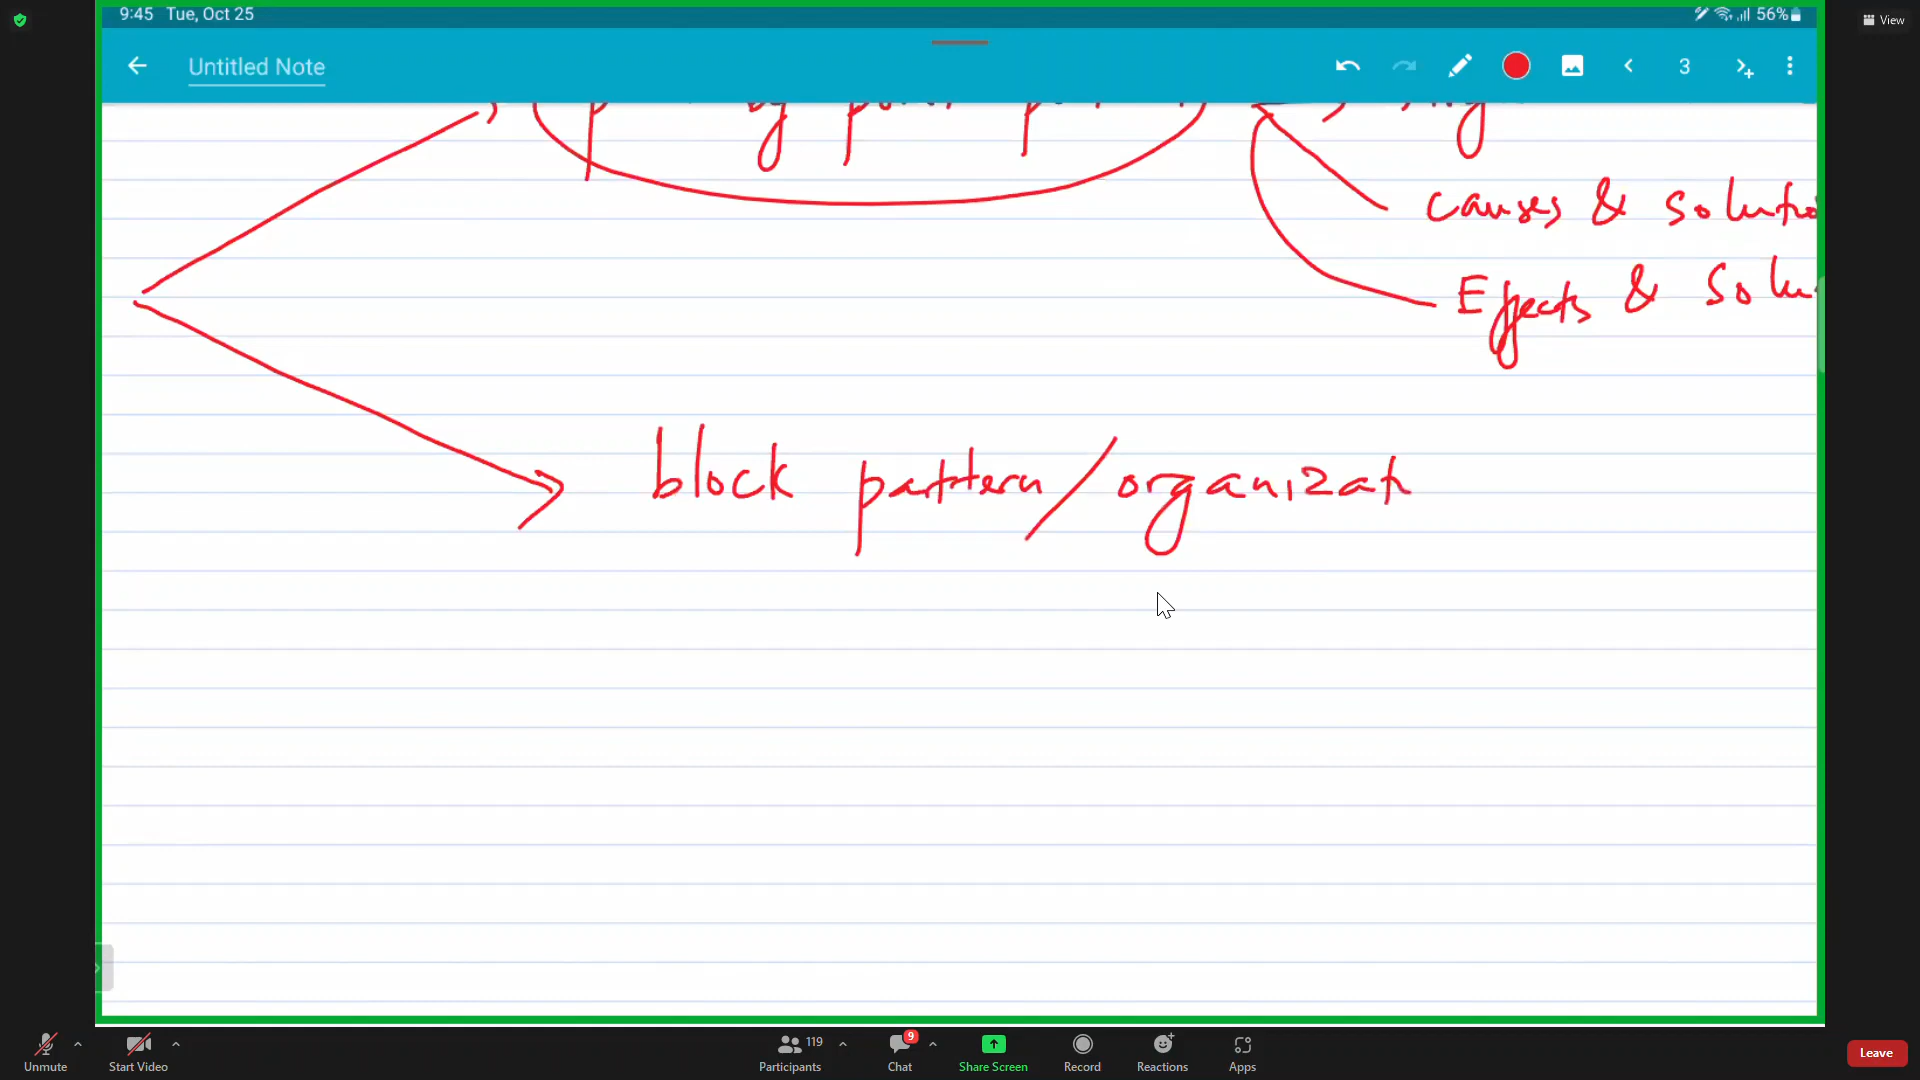 9:45 Tue, Oct 25 56%
View
Untitled Note 3
by
causes & solutio
Effects & Solu
block pattern/organizat
Unmute Start Video 119 Participants 9 Chat Share Screen Record Reactions Apps Leave